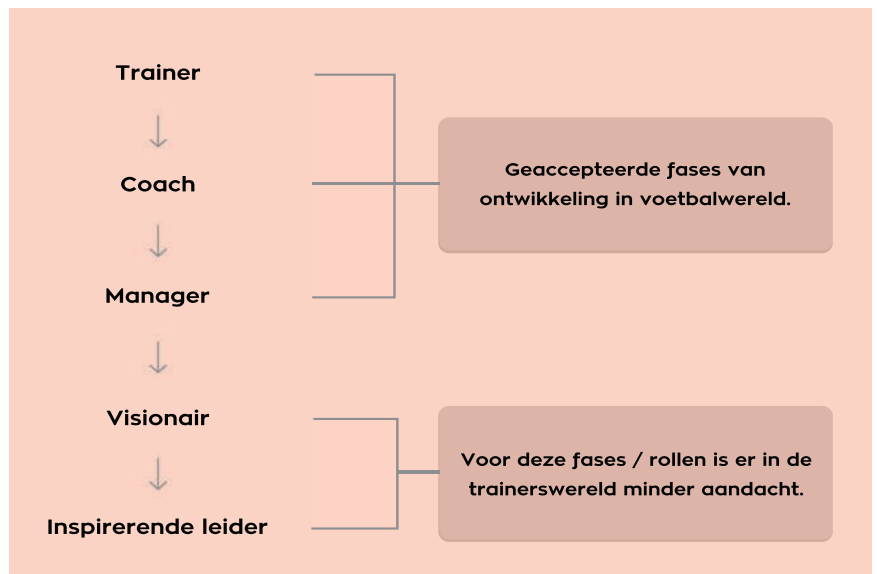 Trainer
Coach
Manager
Visionair
Inspirerende leider
Geaccepteerde fases van
ontwikkeling in voetbalwereld.
Voor deze fases / rollen is er in de
trainerswereld minder aandacht.